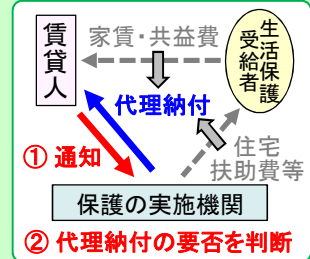 賃貸人
家賃・共益費
生活保護
受給者
代理納付
① 通知
住宅
扶助費等
保護の実施機関
② 代理納付の要否を判断